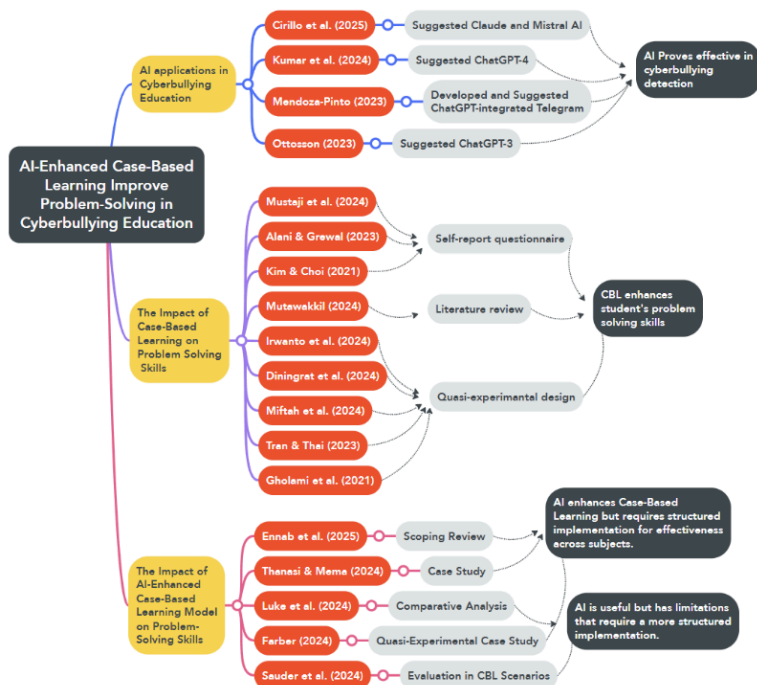 AI-Enhanced Case-Based
Learning Improve
Problem-Solving in
Cyberbullying Education
AI applications in
Cyberbullying
Education
Cirillo et al. (2025)
Suggested Claude and Mistral AI
Kumar et al. (2024)
Suggested ChatGPT-4
Mendoza-Pinto (2023)
Developed and Suggested
ChatGPT-integrated Telegram
Ottosson (2023)
Suggested ChatGPT-3
AI Proves effective in
cyberbullying
detection
The Impact of
Case-Based
Learning on
Problem Solving
Skills
Mustaji et al. (2024)
Alani & Grewal (2023)
Kim & Choi (2021)
Mutawakkil (2024)
Irwanto et al. (2024)
Diningrat et al. (2024)
Miftah et al. (2024)
Tran & Thai (2023)
Gholami et al. (2021)
Self-report questionnaire
Literature review
Quasi-experimantal design
CBL enhances
student's problem
solving skills
The Impact of
AI-Enhanced
Case-Based
Learning Model
on Problem-
Solving Skills
Ennab et al. (2025)
Scoping Review
Thanasi & Mema (2024)
Case Study
Luke et al. (2024)
Comparative Analysis
Farber (2024)
Quasi-Experimental Case Study
Sauder et al. (2024)
Evaluation in CBL Scenarios
AI enhances Case-Based
Learning but requires structured
implementation for effectiveness
across subjects.
AI is useful but has limitations
that require a more structured
implementation.